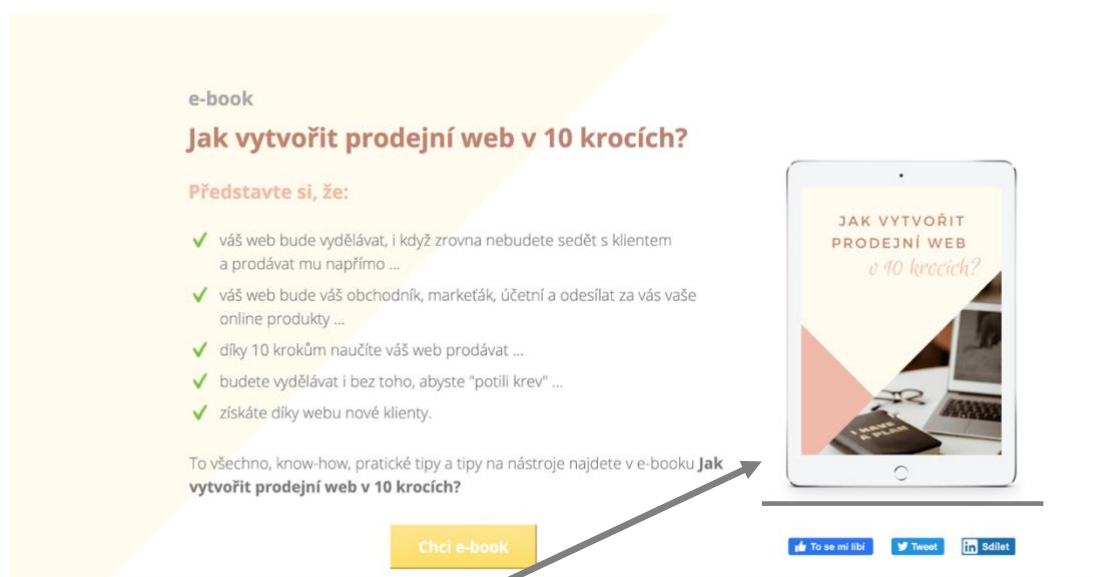 e-book
Jak vytvořit prodejní web v 10 krocích?
Představte si, že:
váš web bude vydělávat, i když zrovna nebudete sedět s klientem
a prodávat mu napřímo ...
váš web bude váš obchodník, markeťák, účetní a odesílat za vás vaše
online produkty ...
díky 10 krokům naučíte váš web prodávat ...
budete vydělávat i bez toho, abyste "potili krev" ...
získáte díky webu nové klienty.
To všechno, know-how, pratické tipy a tipy na nástroje najdete v e-booku Jak
vytvořit prodejní web v 10 krocích?
Chci e-book
JAK VYTVOŘIT
PRODEJNÍ WEB
v 10 krocích?
I HAVE
A PLAN
To se mi líbí
Tweet
in Sdílet